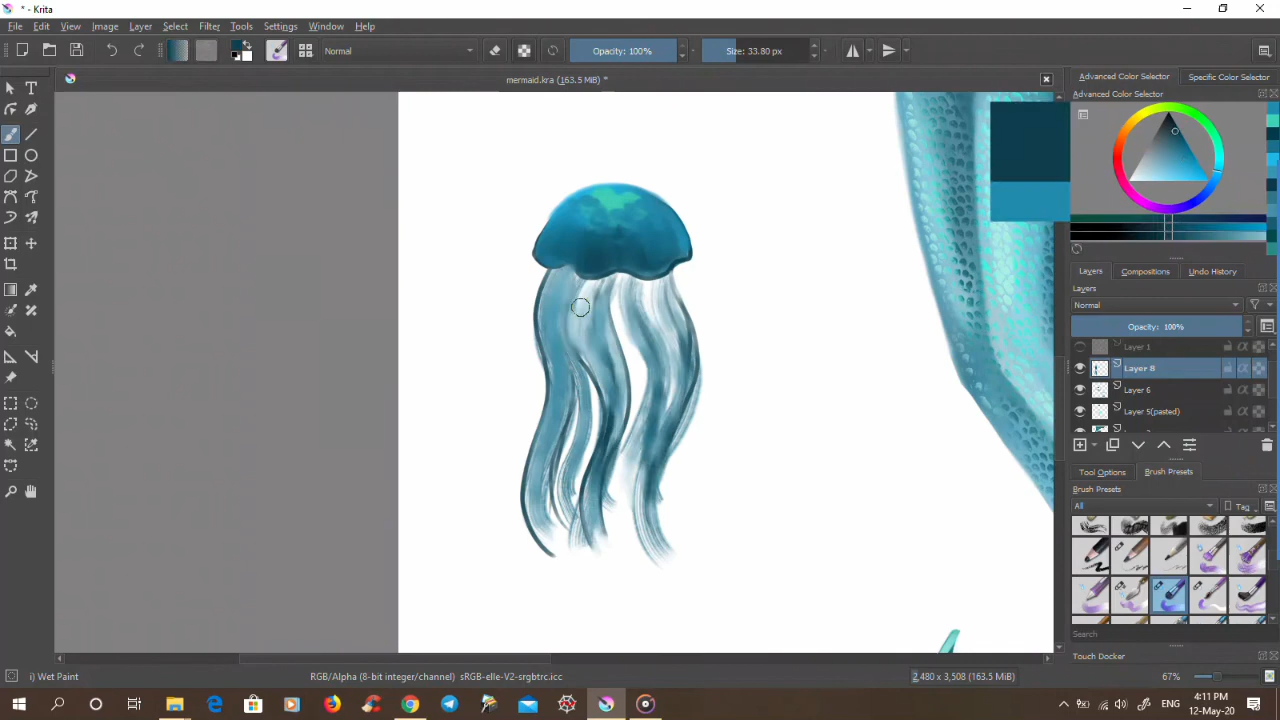 * - Krita
File Edit View Image Layer Select Filter Tools Settings Window Help
Normal Opacity: 100% Size: 33.80 px
mermaid.kra (163.5 MiB) *
Advanced Color Selector Specific Color Selector
Advanced Color Selector
Layers Compositions Undo History
Layers
Normal
Opacity: 100%
Layer 1
Layer 8
Layer 6
Layer 5(pasted)
Tool Options Brush Presets
Brush Presets
All Tag
Search
Touch Docker
i) Wet Paint RGB/Alpha (8-bit integer/channel) sRGB-elle-V2-srgbtrc.icc 2,480 x 3,508 (163.5 MiB) 67%
4:11 PM
12-May-20